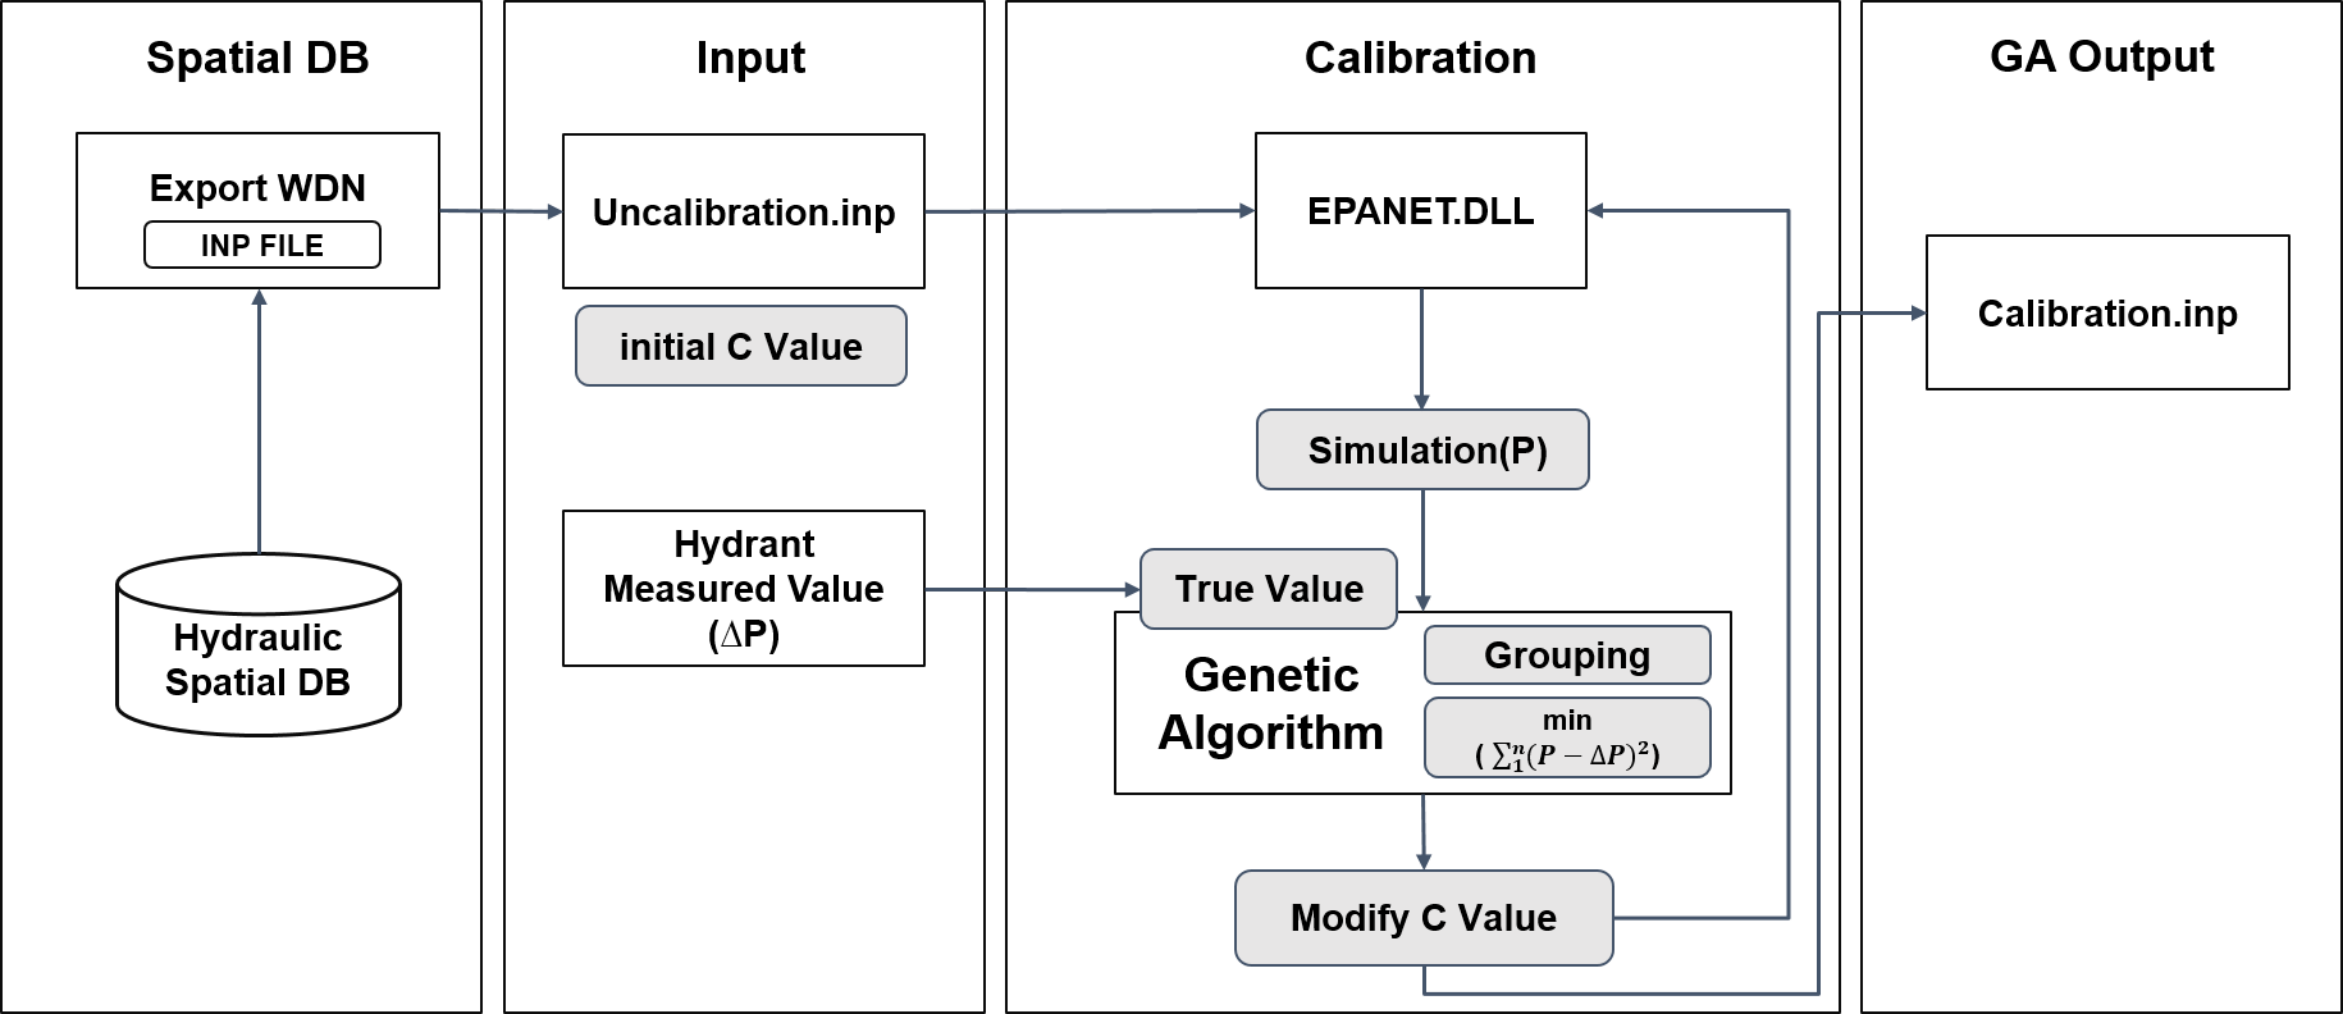 Spatial DB
Export WDN
INP FILE
Hydraulic
Spatial DB
Input
Uncalibration.inp
initial C Value
Hydrant
Measured Value
(ΔP)
Calibration
EPANET.DLL
Simulation(P)
True Value
Genetic
Algorithm
Grouping
min
( ∑₁ⁿ(P − ΔP)²)
Modify C Value
GA Output
Calibration.inp